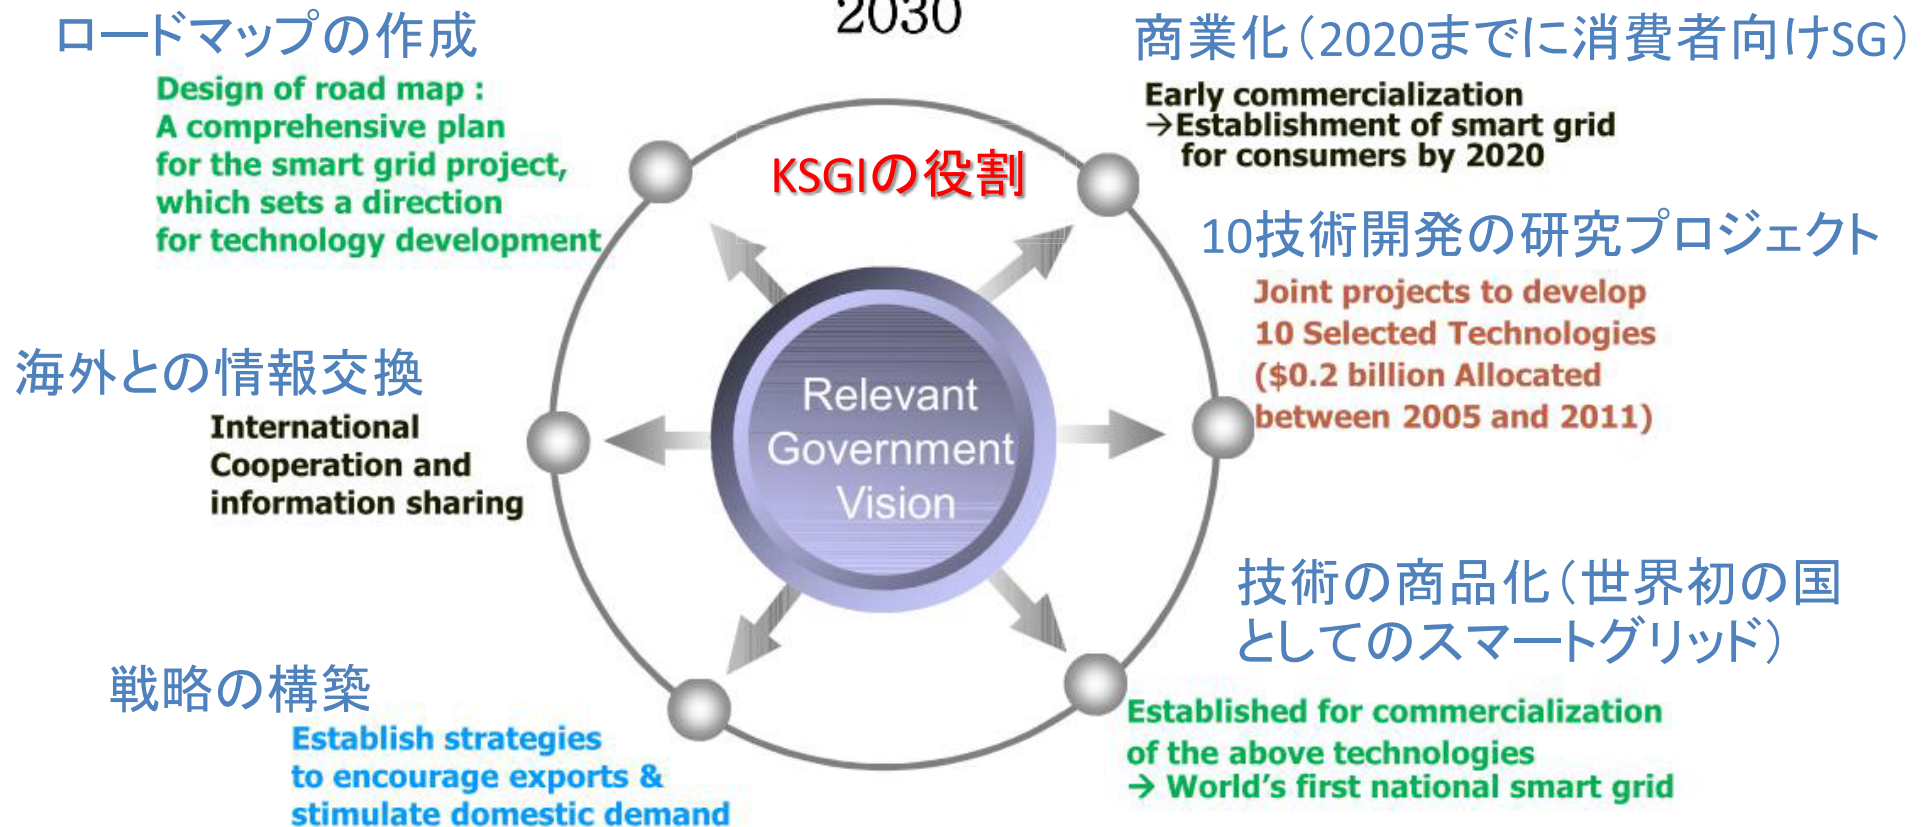 2030
ロードマップの作成
Design of road map :
A comprehensive plan
for the smart grid project,
which sets a direction
for technology development
商業化（2020までに消費者向けSG）
Early commercialization
→Establishment of smart grid
for consumers by 2020
KSGIの役割
10技術開発の研究プロジェクト
Joint projects to develop
10 Selected Technologies
($0.2 billion Allocated
between 2005 and 2011)
海外との情報交換
International
Cooperation and
information sharing
Relevant
Government
Vision
技術の商品化（世界初の国
としてのスマートグリッド）
Established for commercialization
of the above technologies
→ World's first national smart grid
戦略の構築
Establish strategies
to encourage exports &
stimulate domestic demand